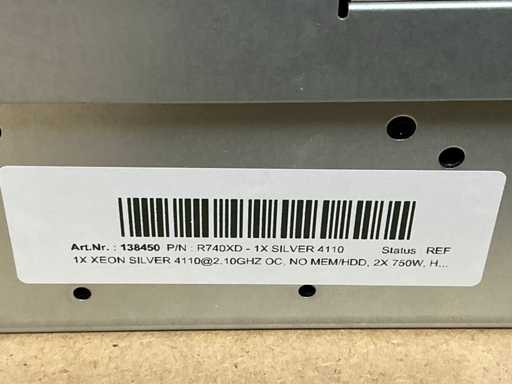 Art.Nr. : 138450 P/N : R740XD - 1X SILVER 4110 Status REF
1X XEON SILVER 4110@2.10GHZ OC, NO MEM/HDD, 2X 750W, H...